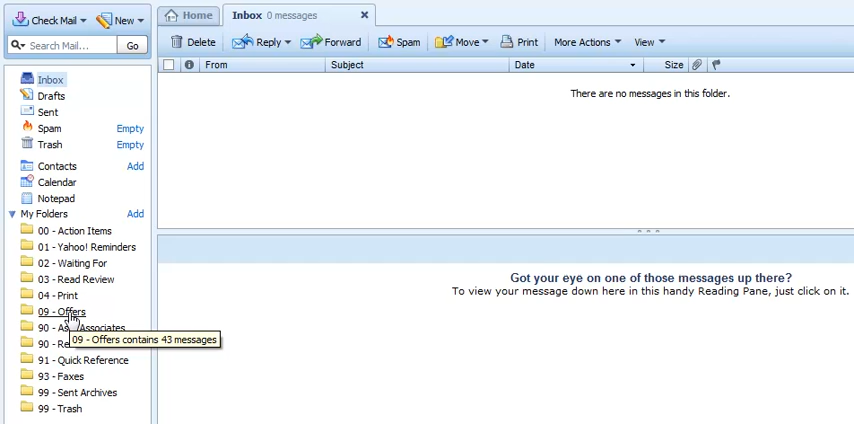 Check Mail New
Home
Inbox 0 messages
Search Mail... Go
Delete Reply Forward Spam Move Print More Actions View
From Subject Date Size
There are no messages in this folder.
Inbox
Drafts
Sent
Spam Empty
Trash Empty
Contacts Add
Calendar
Notepad
My Folders Add
00 - Action Items
01 - Yahoo! Reminders
02 - Waiting For
03 - Read Review
04 - Print
09 - Offers
90 - Associates
09 - Offers contains 43 messages
90 - Re
91 - Quick Reference
93 - Faxes
99 - Sent Archives
99 - Trash
Got your eye on one of those messages up there?
To view your message down here in this handy Reading Pane, just click on it.